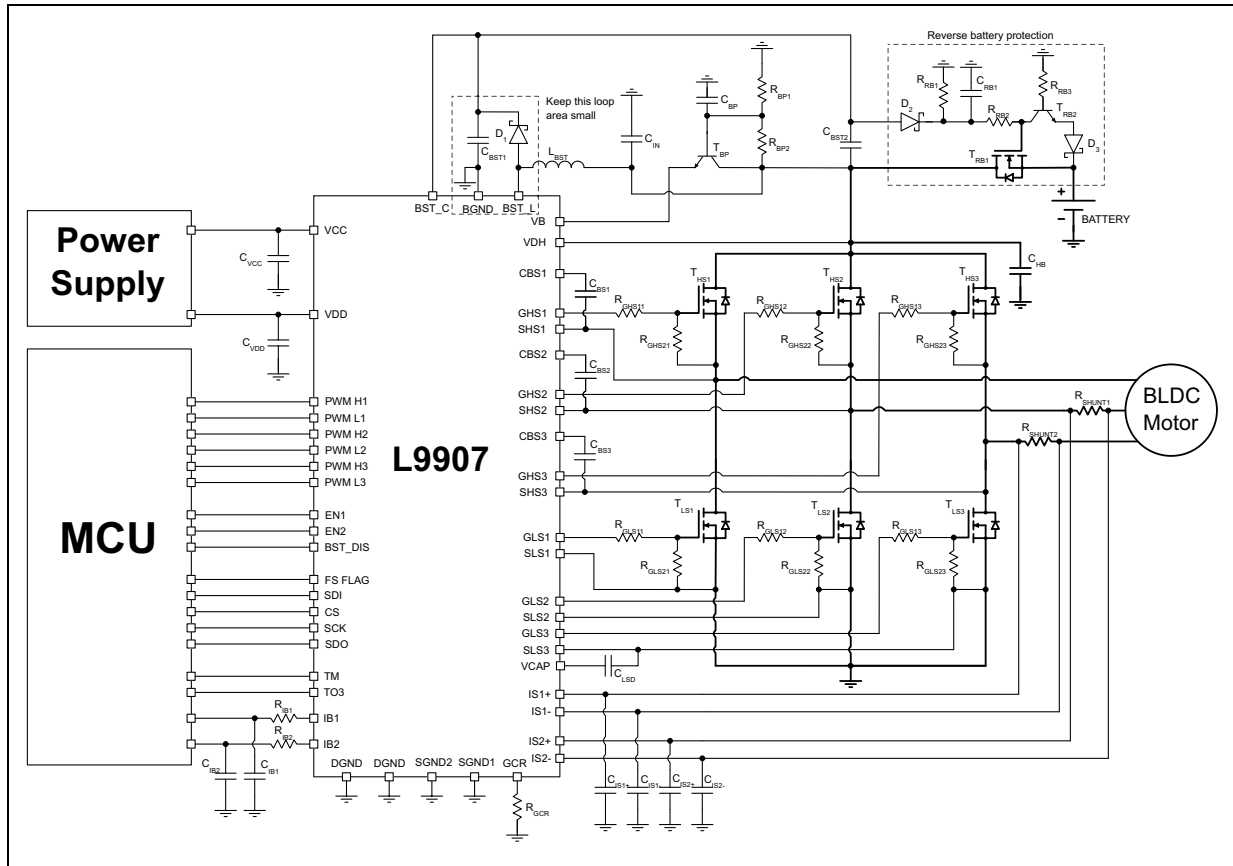 Reverse battery protection
R_RB1
C_RB1
R_RB3
D_2
R_RB2
T_RB2
D_3
T_RB1
+
-
BATTERY
Keep this loop
area small
D_1
C_BST1
L_BST
C_IN
C_BP
R_BP1
R_BP2
T_BP
C_BST2
C_HB
Power
Supply
C_VCC
C_VDD
MCU
R_IB1
R_IB2
C_IB2
C_IB1
L9907
BST_C
BGND
BST_L
VCC
VDD
PWM H1
PWM L1
PWM H2
PWM L2
PWM H3
PWM L3
EN1
EN2
BST_DIS
FS FLAG
SDI
CS
SCK
SDO
TM
TO3
IB1
IB2
DGND
DGND
SGND2
SGND1
GCR
R_GCR
VB
VDH
CBS1
GHS1
SHS1
CBS2
GHS2
SHS2
CBS3
GHS3
SHS3
GLS1
SLS1
GLS2
SLS2
GLS3
SLS3
VCAP
IS1+
IS1-
IS2+
IS2-
C_BS1
C_BS2
C_BS3
C_LSD
T_HS1
T_HS2
T_HS3
R_GHS11
R_GHS12
R_GHS13
R_GHS21
R_GHS22
R_GHS23
T_LS1
T_LS2
T_LS3
R_GLS11
R_GLS12
R_GLS13
R_GLS21
R_GLS22
R_GLS23
R_SHUNT1
R_SHUNT2
BLDC
Motor
C_IS1+
C_IS1-
C_IS2+
C_IS2-